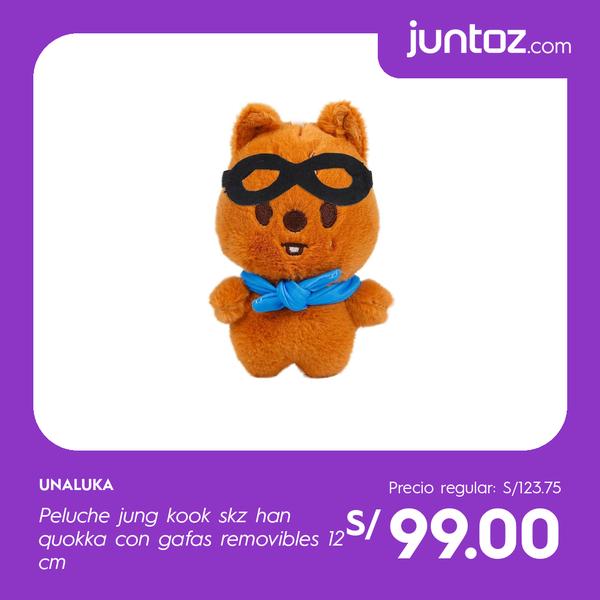 juntoz.com
UNALUKA
Peluche jung kook skz han
quokka con gafas removibles 12
cm
Precio regular: S/123.75
S/ 99.00